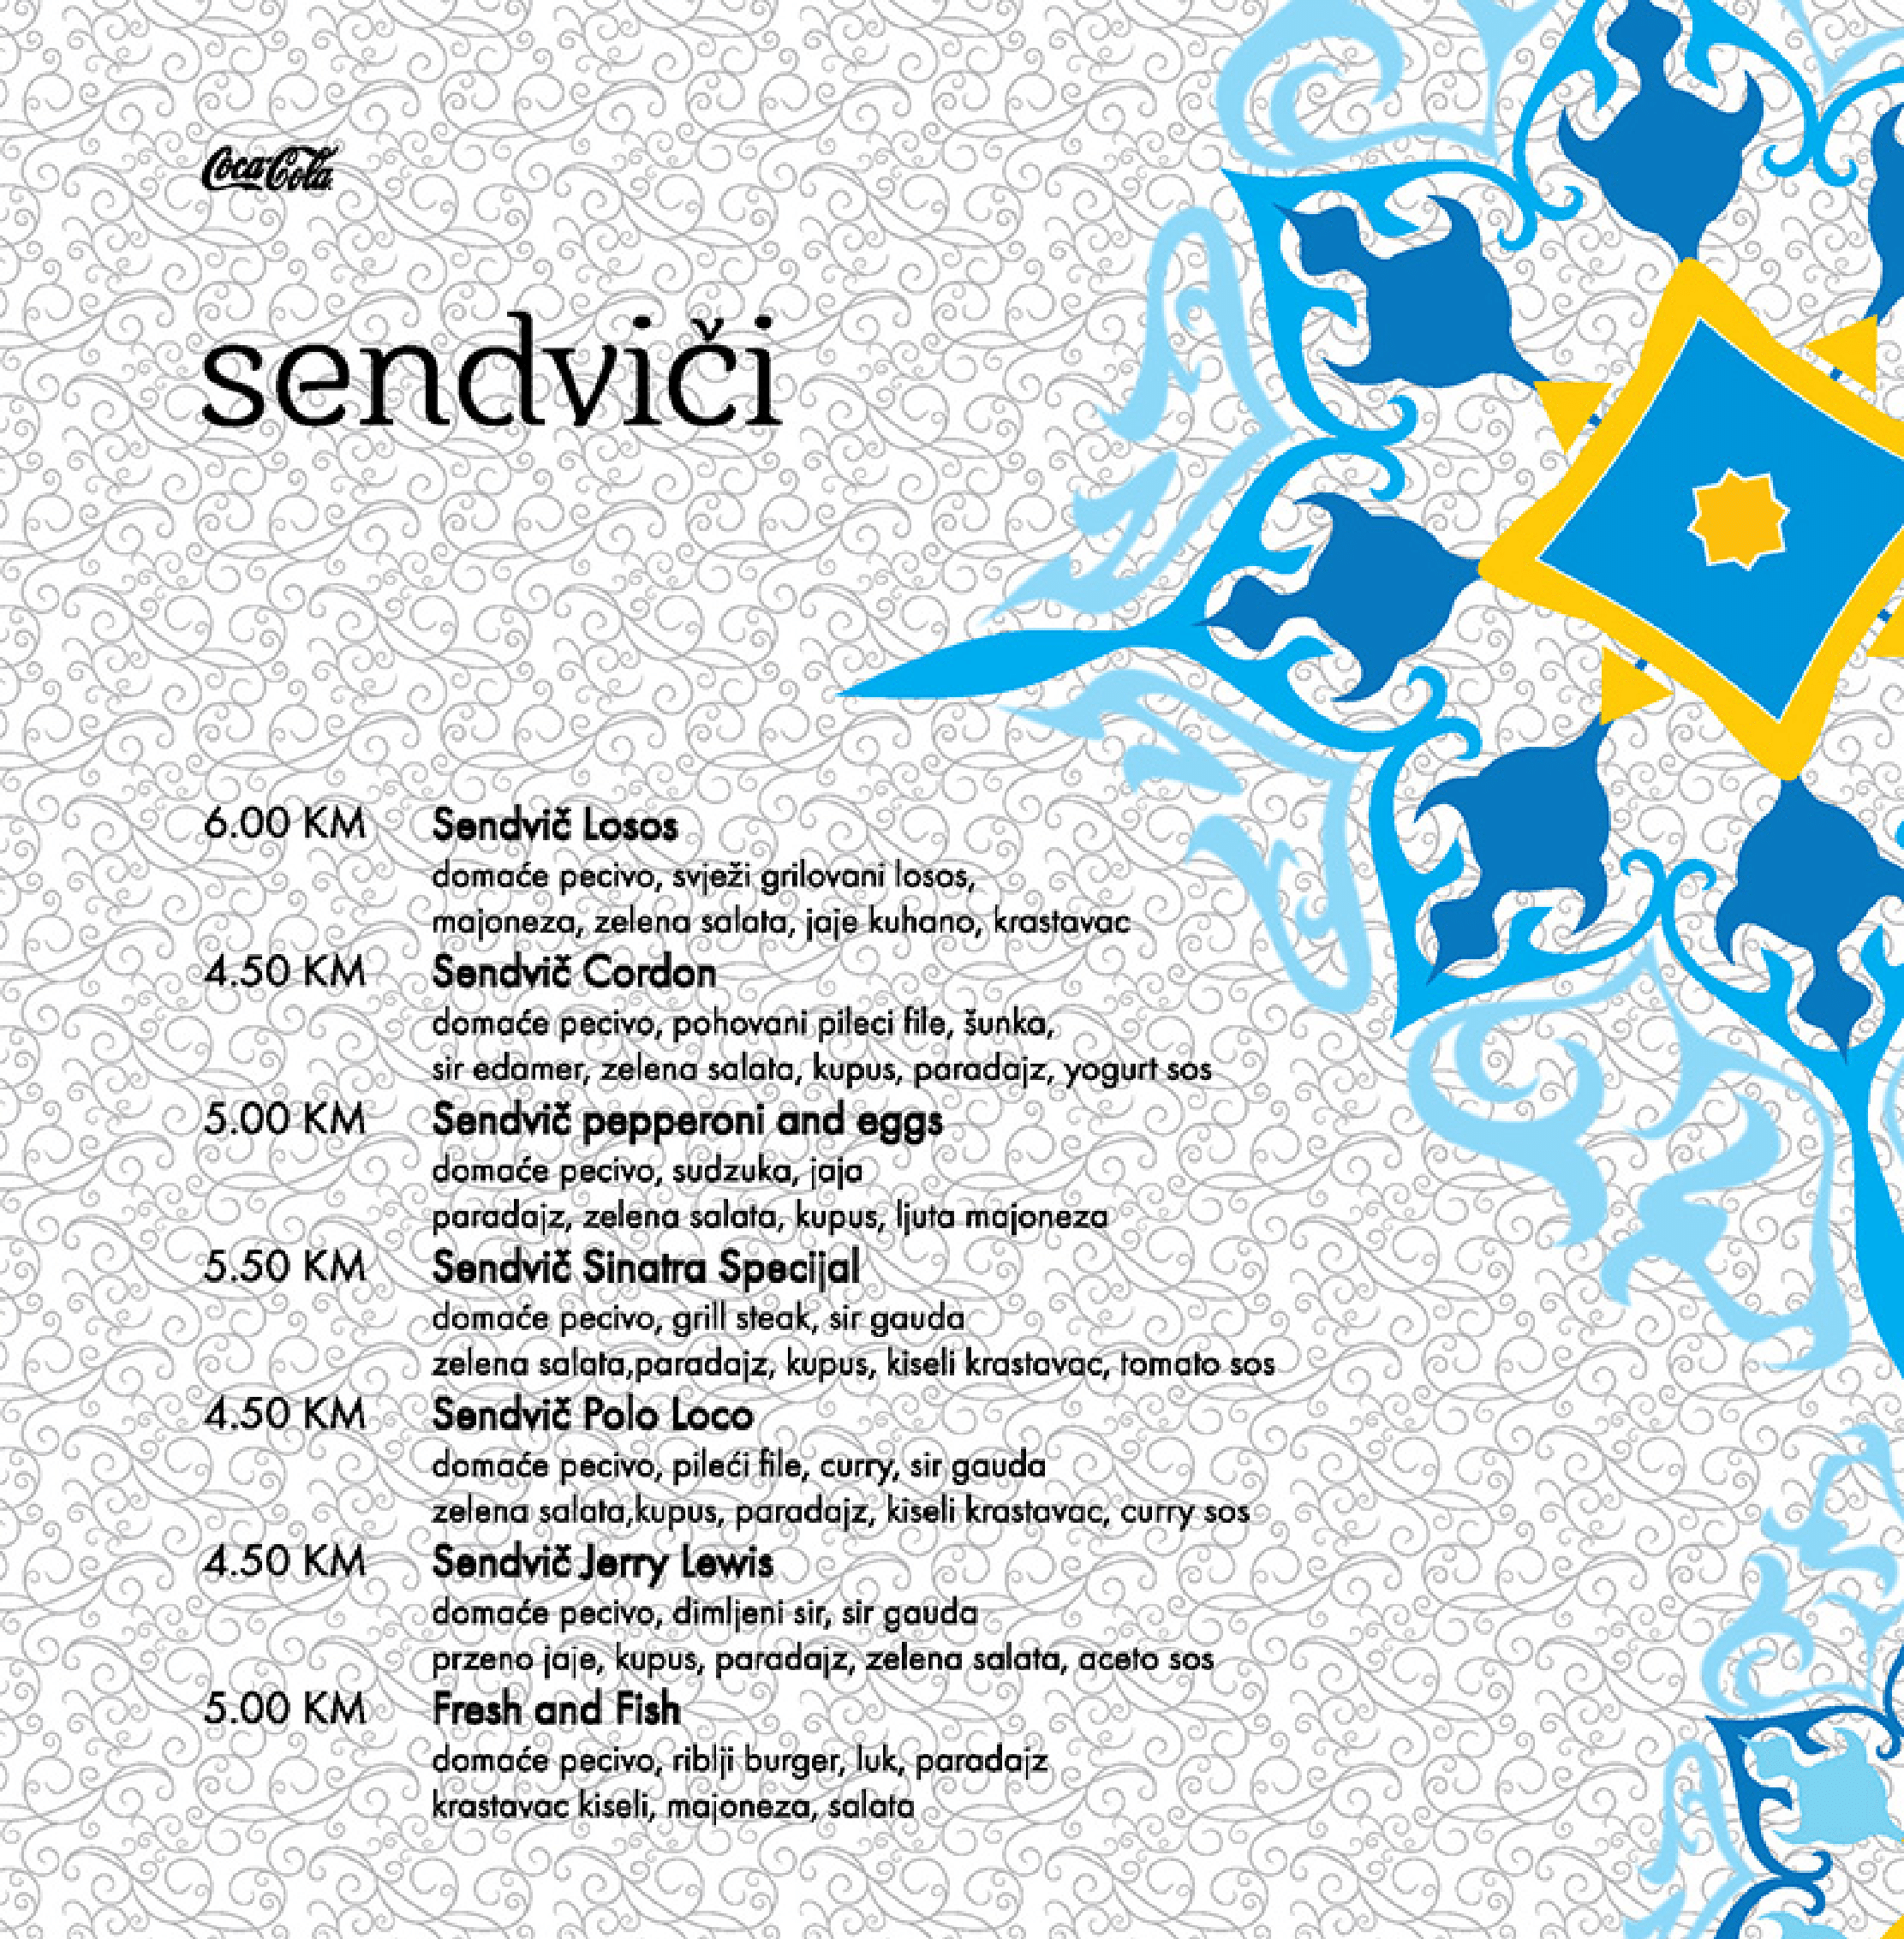 Coca-Cola
sendviči
6.00 KM Sendvič Losos
domaće pecivo, svježi grilovani losos,
majoneza, zelena salata, jaje kuhano, krastavac
4.50 KM Sendvič Cordon
domaće pecivo, pohovani pileci file, šunka,
sir edamer, zelena salata, kupus, paradajz, yogurt sos
5.00 KM Sendvič pepperoni and eggs
domaće pecivo, sudzuka, jaja
paradajz, zelena salata, kupus, ljuta majoneza
5.50 KM Sendvič Sinatra Specijal
domaće pecivo, grill steak, sir gauda
zelena salata,paradajz, kupus, kiseli krastavac, tomato sos
4.50 KM Sendvič Polo Loco
domaće pecivo, pileći file, curry, sir gauda
zelena salata,kupus, paradajz, kiseli krastavac, curry sos
4.50 KM Sendvič Jerry Lewis
domaće pecivo, dimljeni sir, sir gauda
przeno jaje, kupus, paradajz, zelena salata, aceto sos
5.00 KM Fresh and Fish
domaće pecivo, riblji burger, luk, paradajz
krastavac kiseli, majoneza, salata